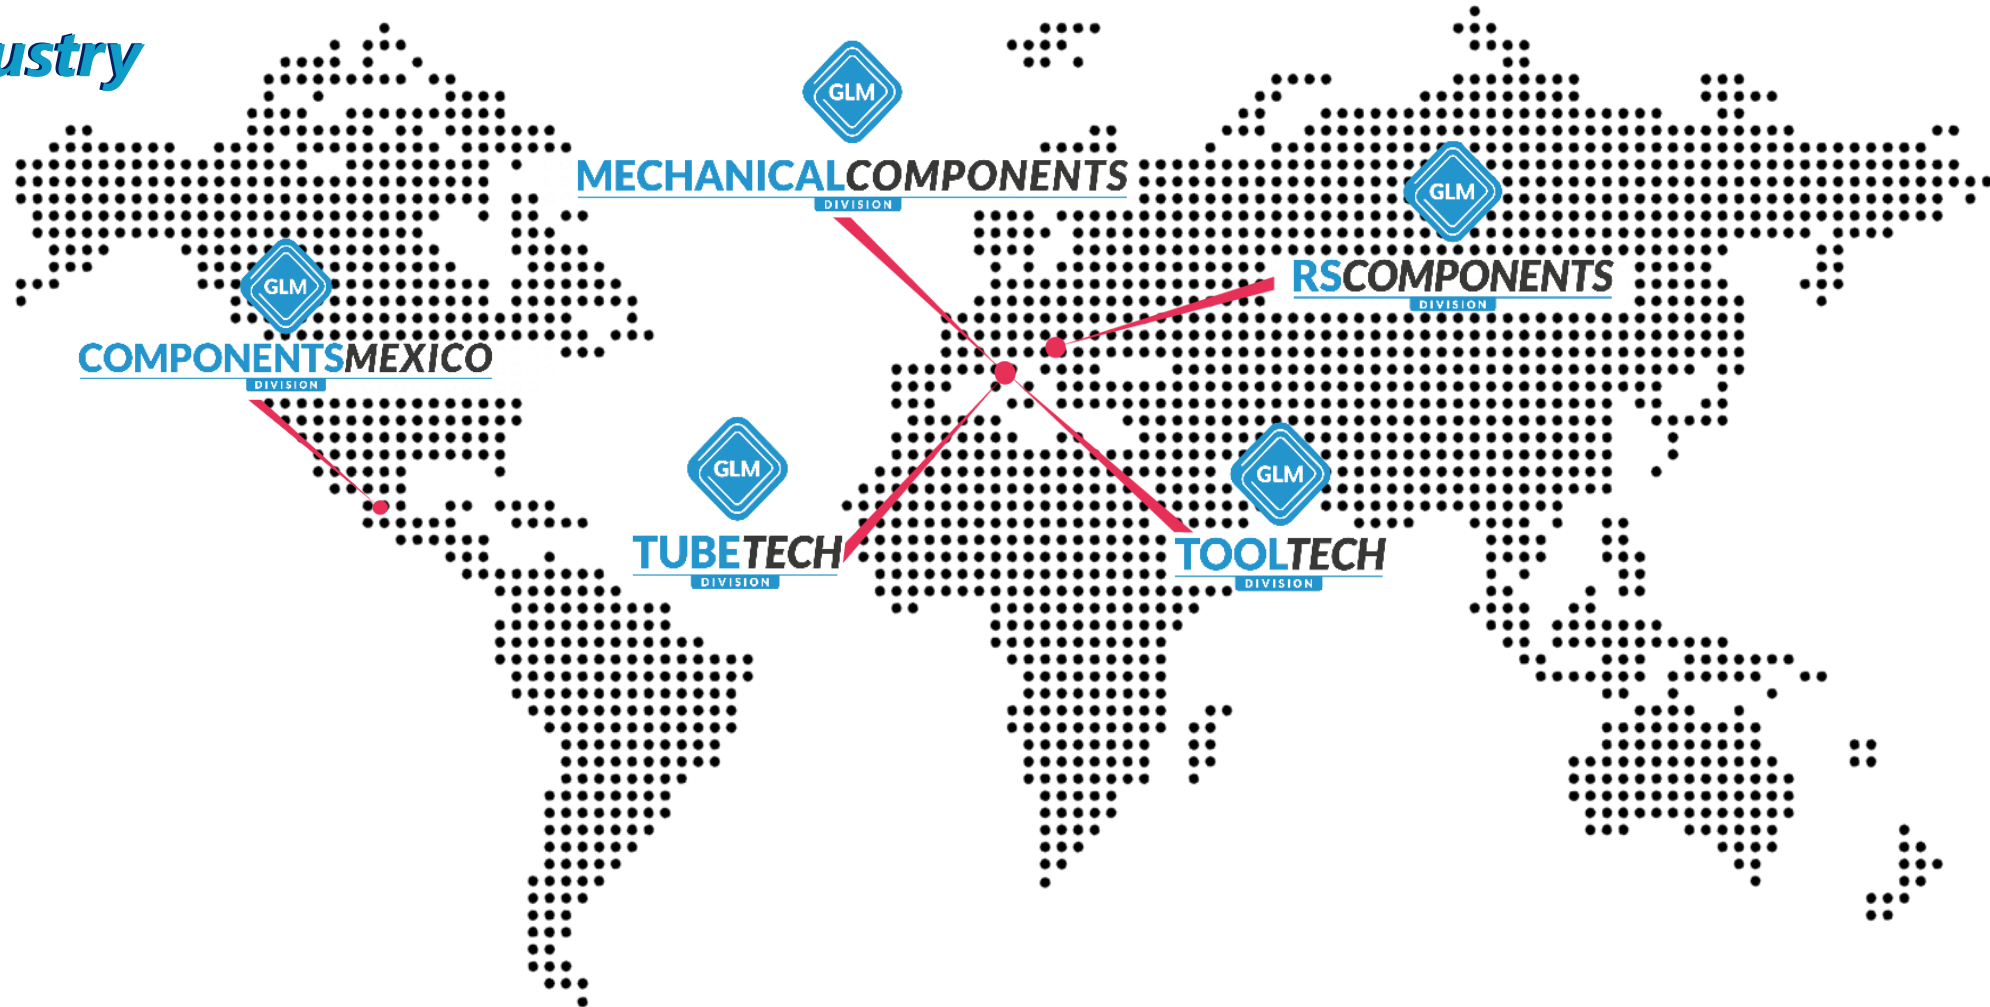 ustry
GLM
MECHANICALCOMPONENTS
DIVISION
GLM
RSCOMPONENTS
DIVISION
GLM
COMPONENTSMEXICO
DIVISION
GLM
TUBETECH
DIVISION
GLM
TOOLTECH
DIVISION